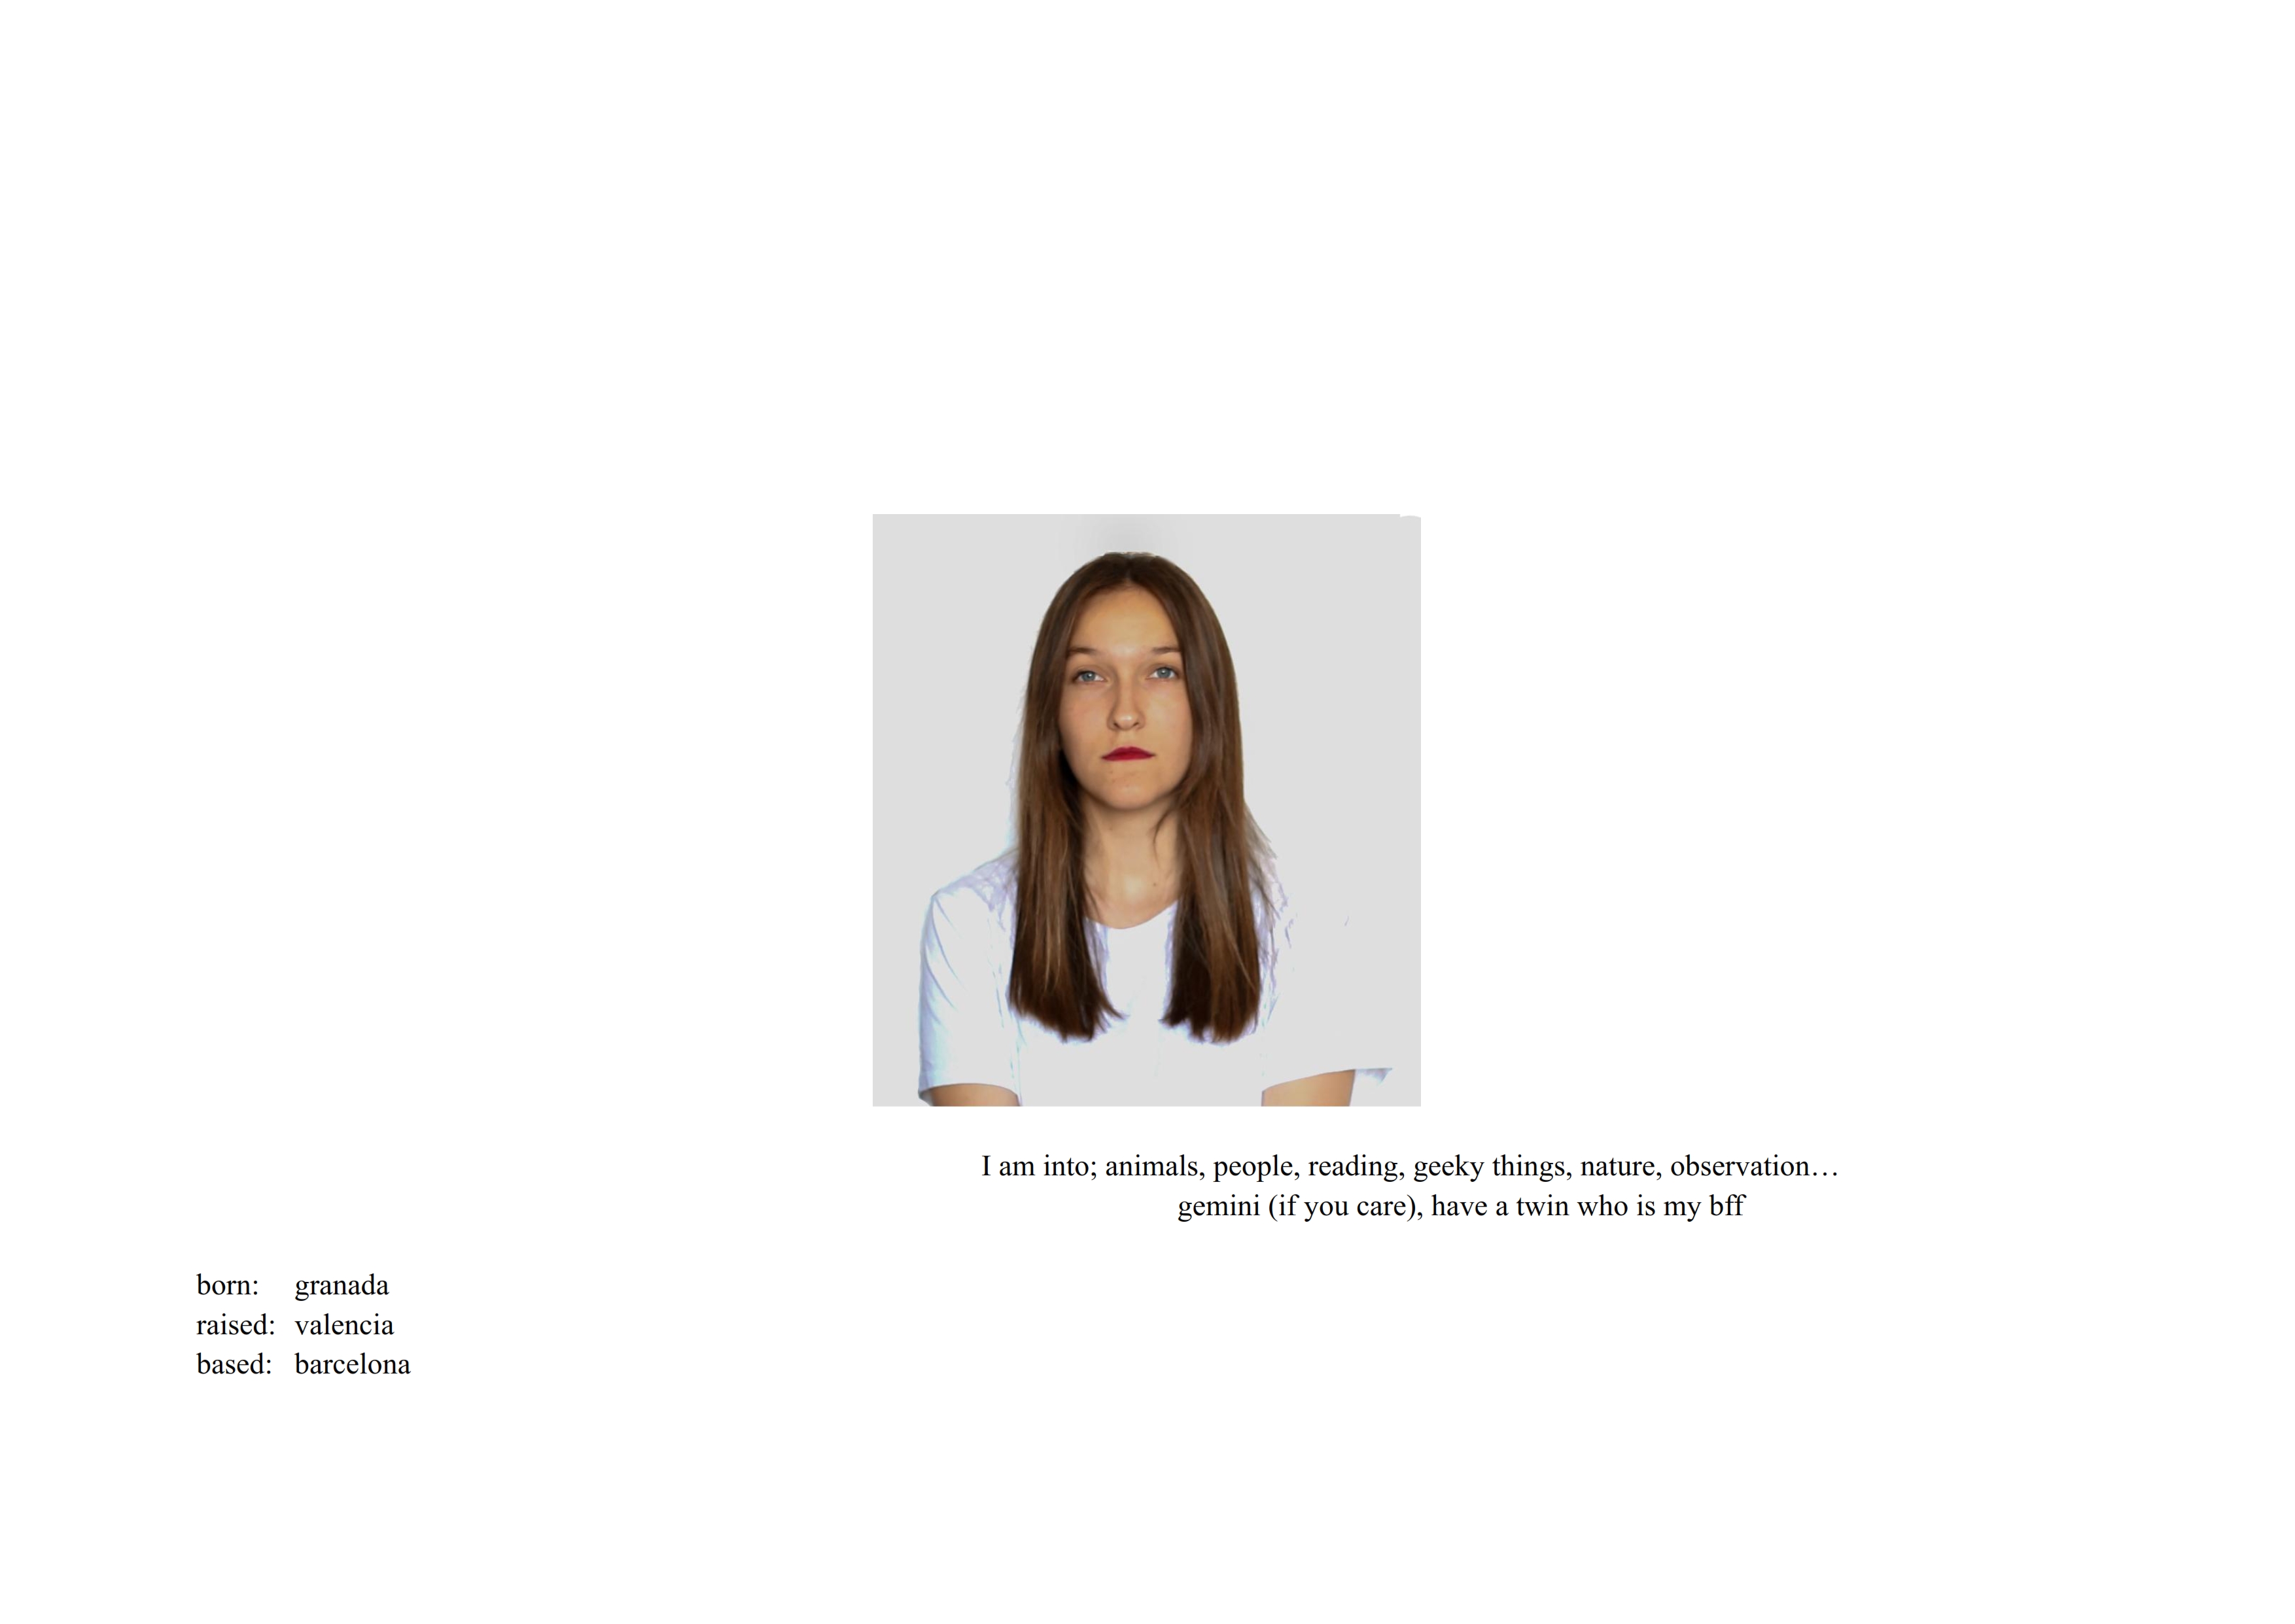 I am into; animals, people, reading, geeky things, nature, observation…
gemini (if you care), have a twin who is my bff
born: granada
raised: valencia
based: barcelona